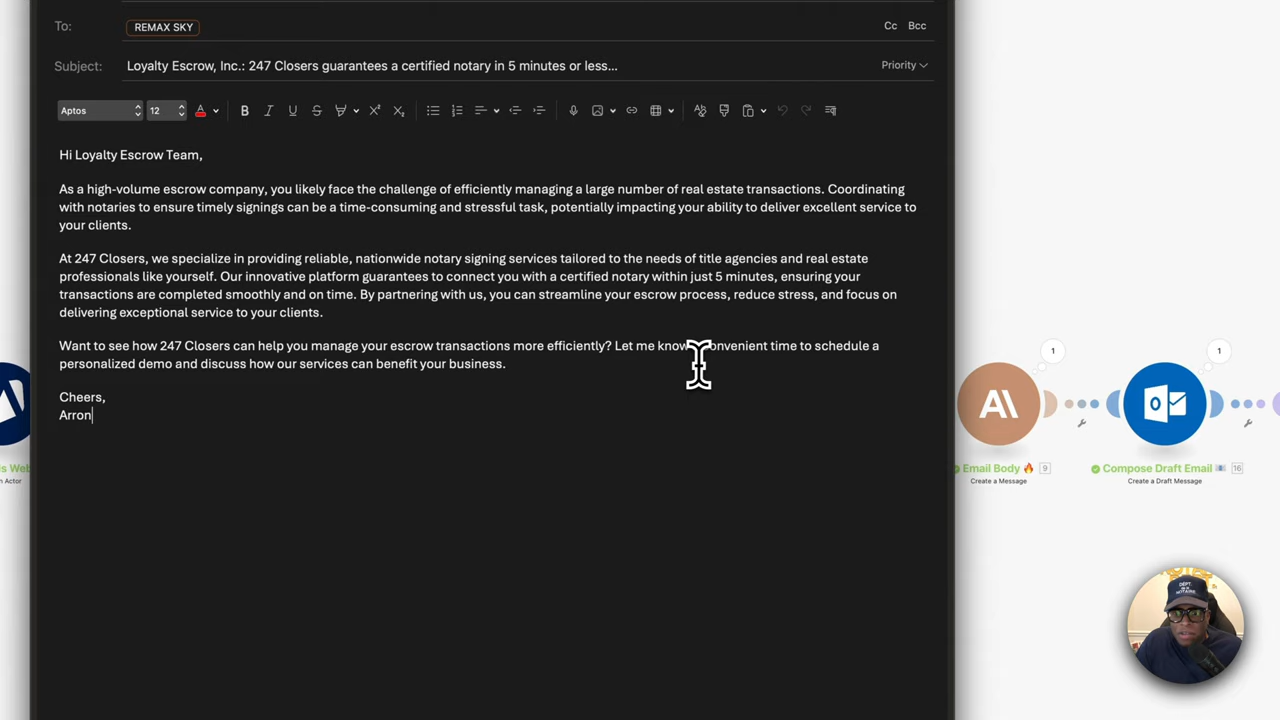 To:
REMAX SKY
Cc
Bcc
Subject:
Loyalty Escrow, Inc.: 247 Closers guarantees a certified notary in 5 minutes or less...
Priority
Aptos
12
Hi Loyalty Escrow Team,
As a high-volume escrow company, you likely face the challenge of efficiently managing a large number of real estate transactions. Coordinating
with notaries to ensure timely signings can be a time-consuming and stressful task, potentially impacting your ability to deliver excellent service to
your clients.
At 247 Closers, we specialize in providing reliable, nationwide notary signing services tailored to the needs of title agencies and real estate
professionals like yourself. Our innovative platform guarantees to connect you with a certified notary within just 5 minutes, ensuring your
transactions are completed smoothly and on time. By partnering with us, you can streamline your escrow process, reduce stress, and focus on
delivering exceptional service to your clients.
Want to see how 247 Closers can help you manage your escrow transactions more efficiently? Let me know convenient time to schedule a
personalized demo and discuss how our services can benefit your business.
Cheers,
Arron
1
1
s Web
n Actor
Email Body 🔥 9
Create a Message
Compose Draft Email 📧 16
Create a Draft Message
DÉPT.
NOTAIRE